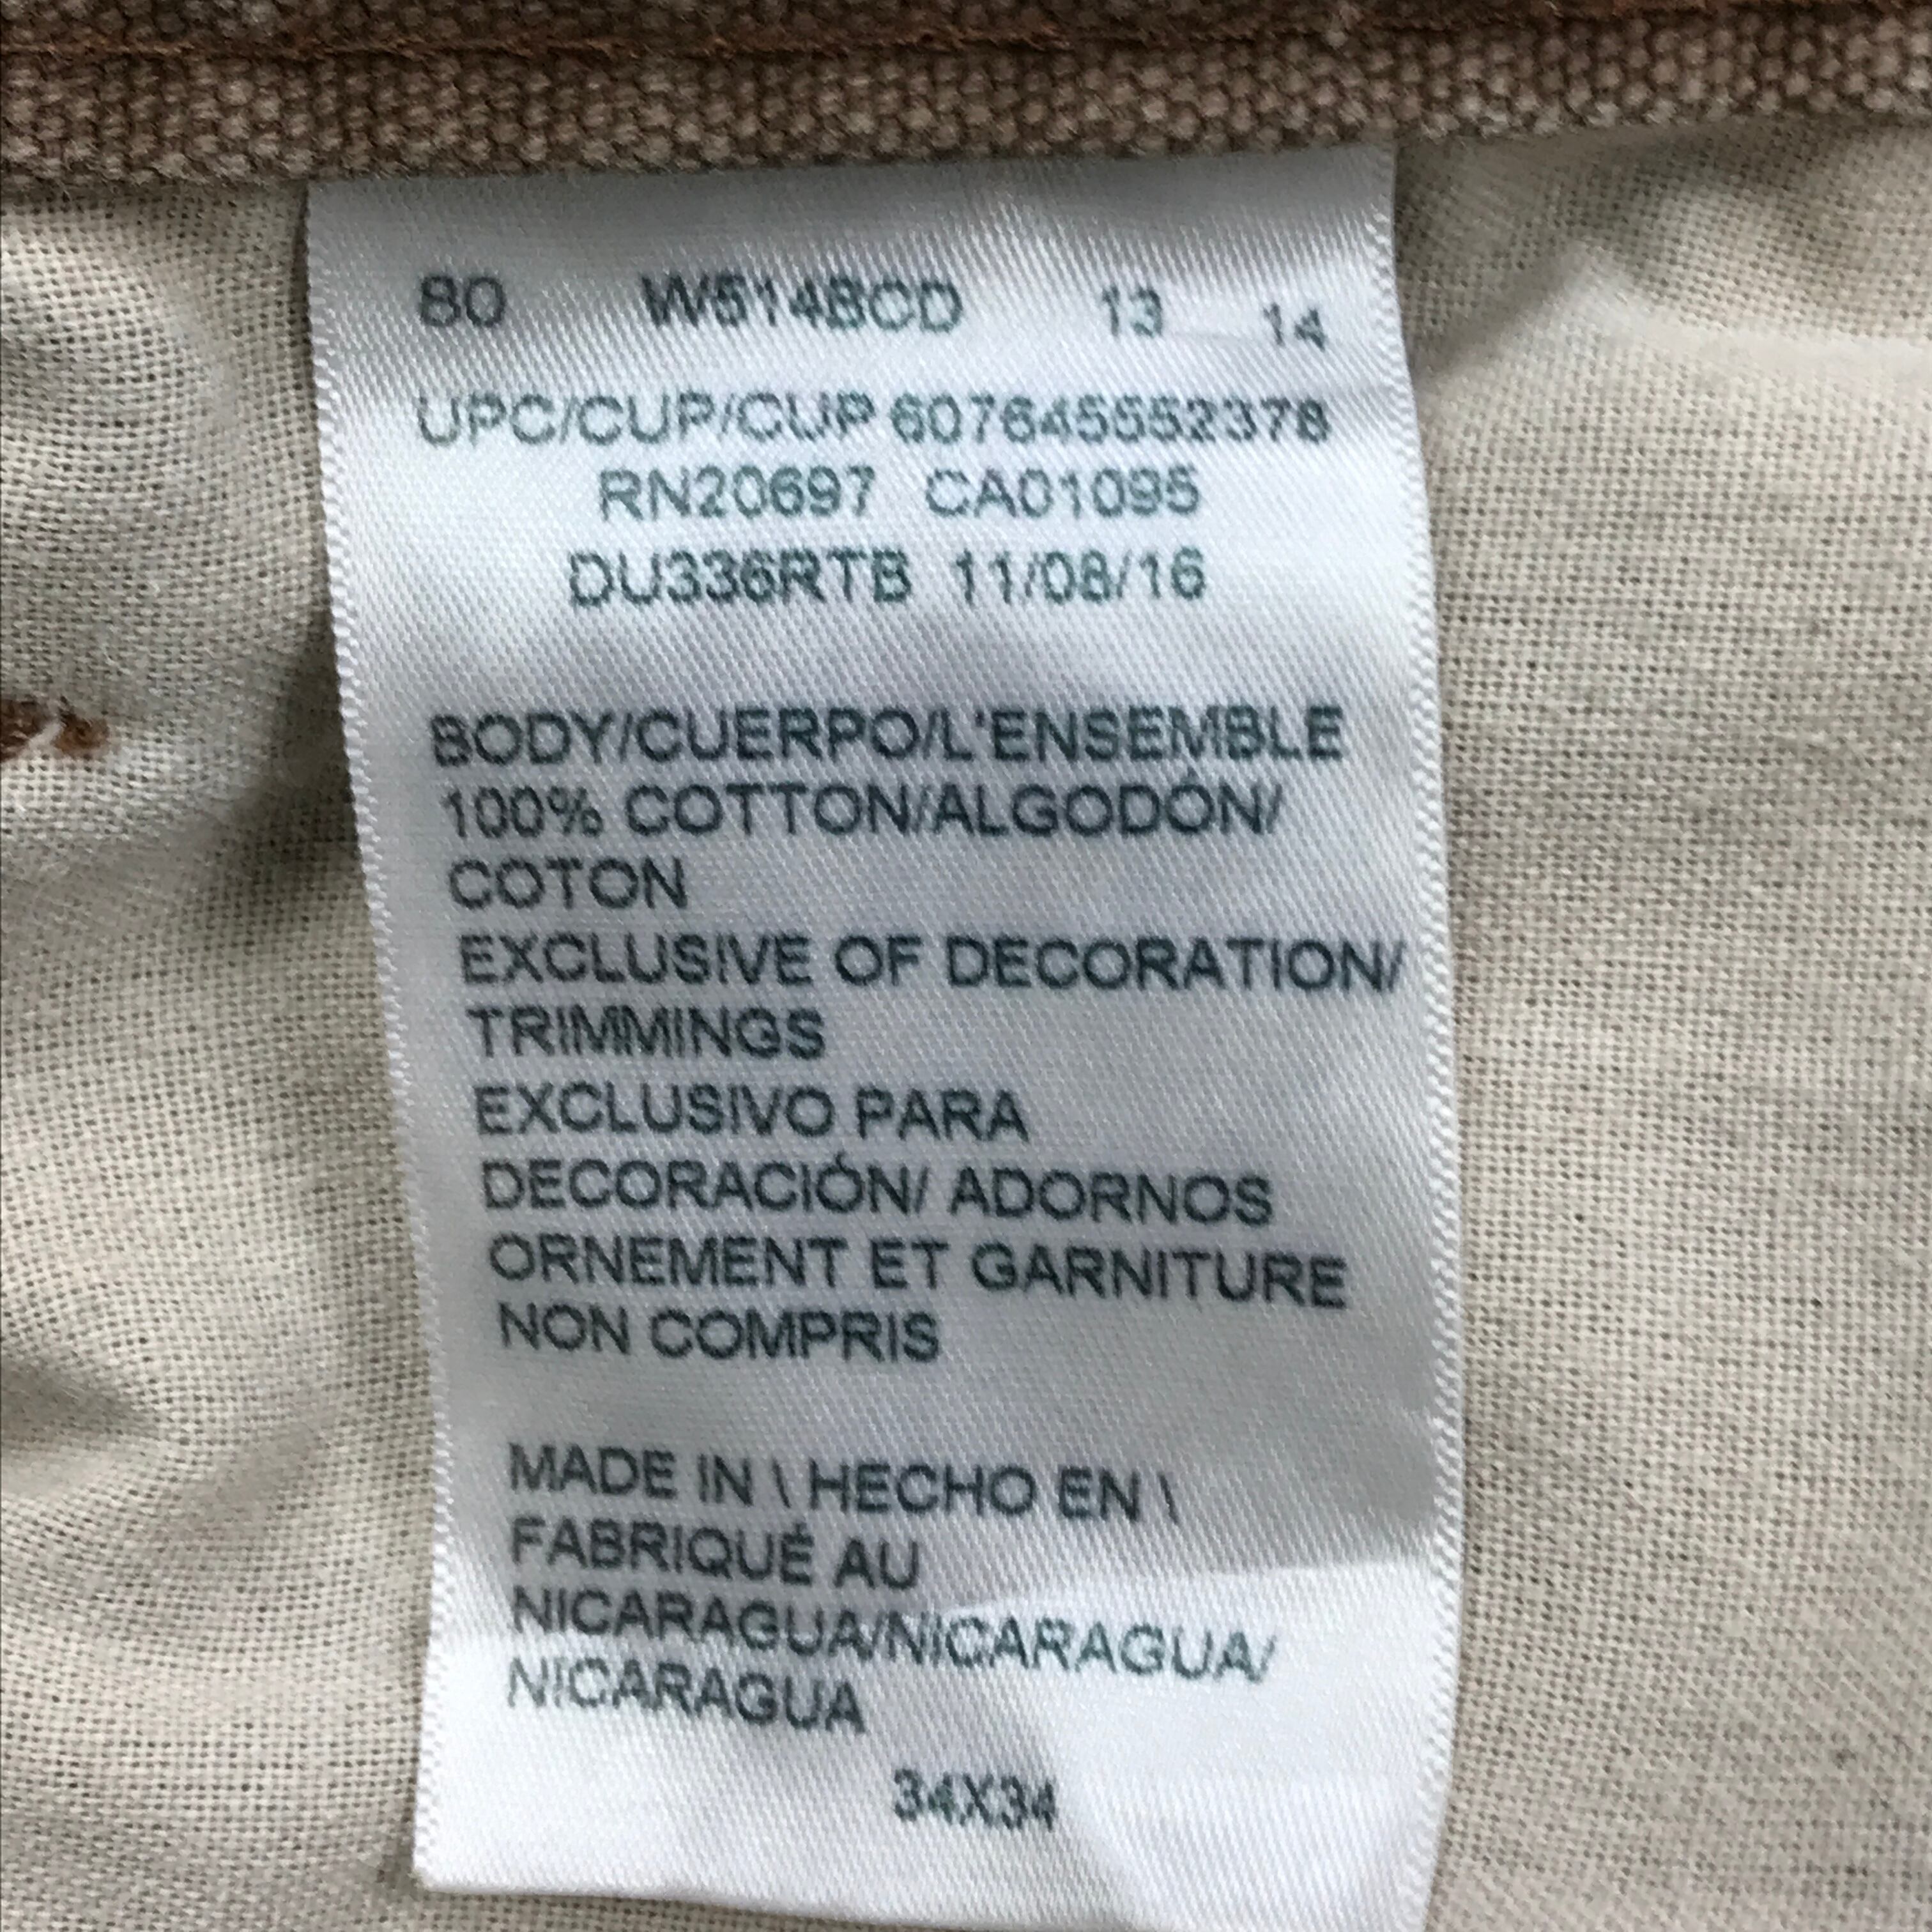 80 W514BCD 13 14
UPC/CUP/CUP 607645552378
RN20697 CA01095
DU336RTB 11/08/16
BODY/CUERPO/L'ENSEMBLE
100% COTTON/ALGODÓN/
COTON
EXCLUSIVE OF DECORATION/
TRIMMINGS
EXCLUSIVO PARA
DECORACIÓN/ ADORNOS
ORNEMENT ET GARNITURE
NON COMPRIS
MADE IN \ HECHO EN \
FABRIQUÉ AU
NICARAGUA/NICARAGUA/
NICARAGUA
34X34